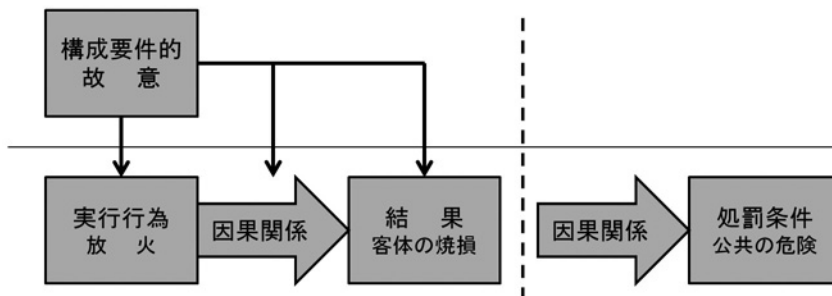 構成要件的
故　意
実行行為
放　火
因果関係
結　果
客体の焼損
因果関係
処罰条件
公共の危険